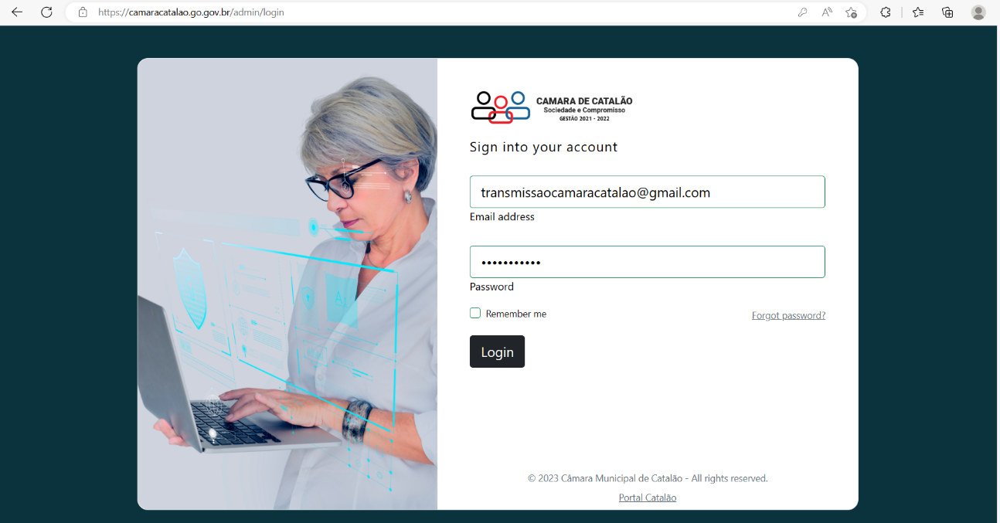 https://camaracatalao.go.gov.br/admin/login
CAMARA DE CATALÃO
Sociedade e Compromisso
GESTÃO 2021 - 2022
Sign into your account
transmissaocamaracatalao@gmail.com
Email address
•••••••••••
Password
Remember me
Forgot password?
Login
© 2023 Câmara Municipal de Catalão - All rights reserved.
Portal Catalão